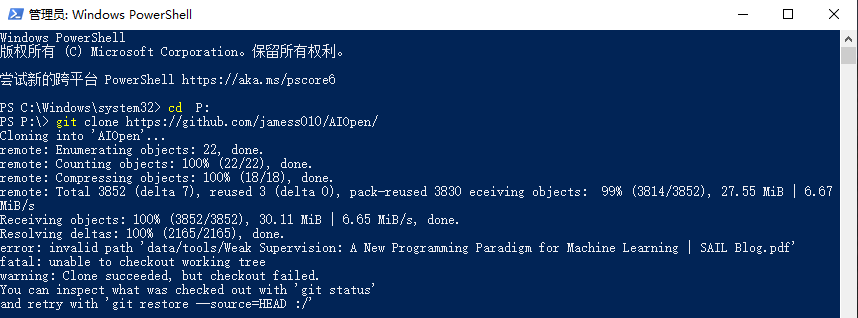 管理员: Windows PowerShell
Windows PowerShell
版权所有 (C) Microsoft Corporation。保留所有权利。
尝试新的跨平台 PowerShell https://aka.ms/pscore6
PS C:\Windows\system32> cd  P:
PS P:\> git clone https://github.com/jamess010/AIOpen/
Cloning into 'AIOpen'...
remote: Enumerating objects: 22, done.
remote: Counting objects: 100% (22/22), done.
remote: Compressing objects: 100% (18/18), done.
remote: Total 3852 (delta 7), reused 3 (delta 0), pack-reused 3830 eceiving objects:  99% (3814/3852), 27.55 MiB | 6.67
MiB/s
Receiving objects: 100% (3852/3852), 30.11 MiB | 6.65 MiB/s, done.
Resolving deltas: 100% (2165/2165), done.
error: invalid path 'data/tools/Weak Supervision: A New Programming Paradigm for Machine Learning | SAIL Blog.pdf'
fatal: unable to checkout working tree
warning: Clone succeeded, but checkout failed.
You can inspect what was checked out with 'git status'
and retry with 'git restore --source=HEAD :/'